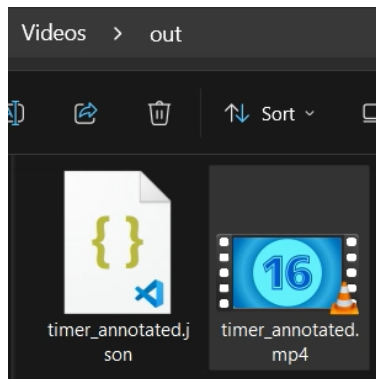 Videos > out
Sort
{ }
16
timer_annotated.j
son
timer_annotated.
mp4